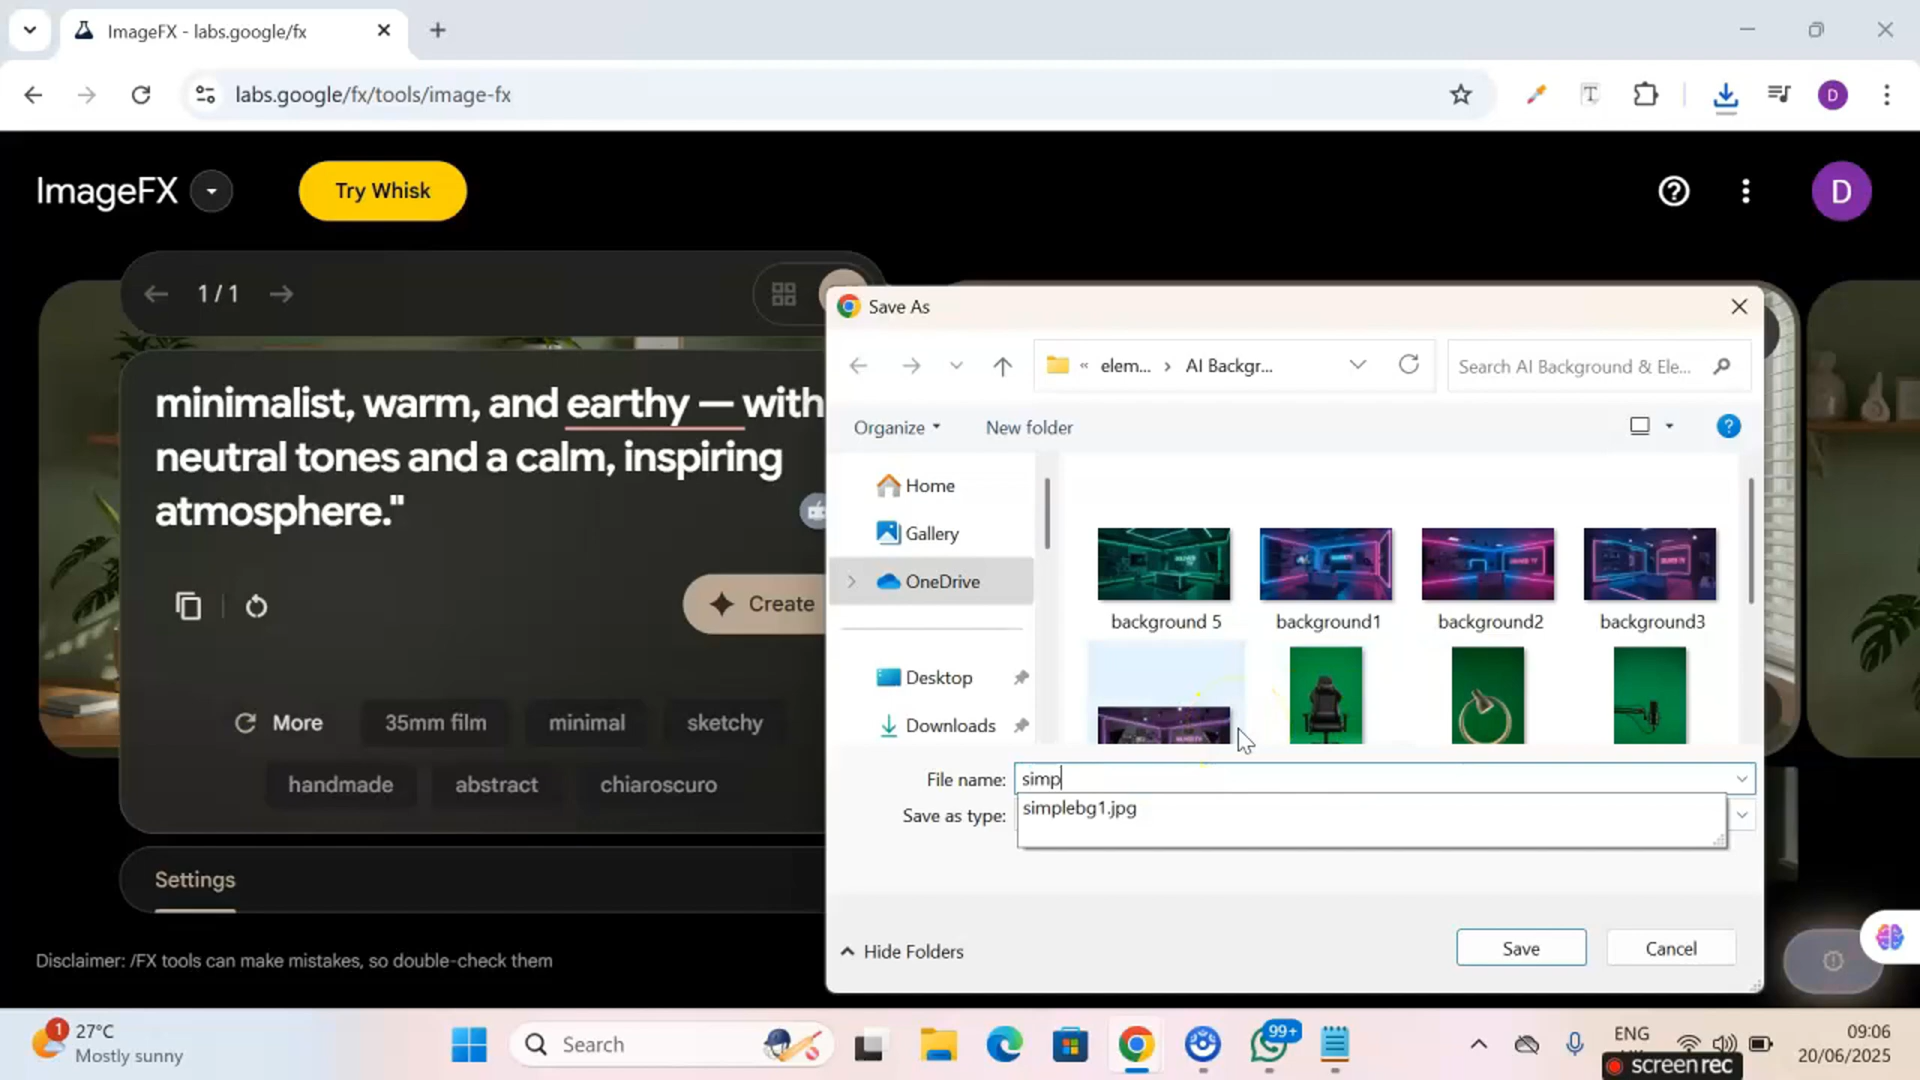 ImageFX - labs.google/fx
labs.google/fx/tools/image-fx
D
ImageFX
Try Whisk
D
1 / 1
minimalist, warm, and earthy — with
neutral tones and a calm, inspiring
atmosphere."
Create
More
35mm film
minimal
sketchy
handmade
abstract
chiaroscuro
Settings
Disclaimer: /FX tools can make mistakes, so double-check them
Save As
« elem... › AI Backgr...
Search AI Background & Ele...
Organize
New folder
Home
Gallery
OneDrive
Desktop
Downloads
background 5
background1
background2
background3
File name:
simp
simplebg1.jpg
Save as type:
Hide Folders
Save
Cancel
1
27°C
Mostly sunny
Search
99+
ENG
09:06
20/06/2025
screen rec